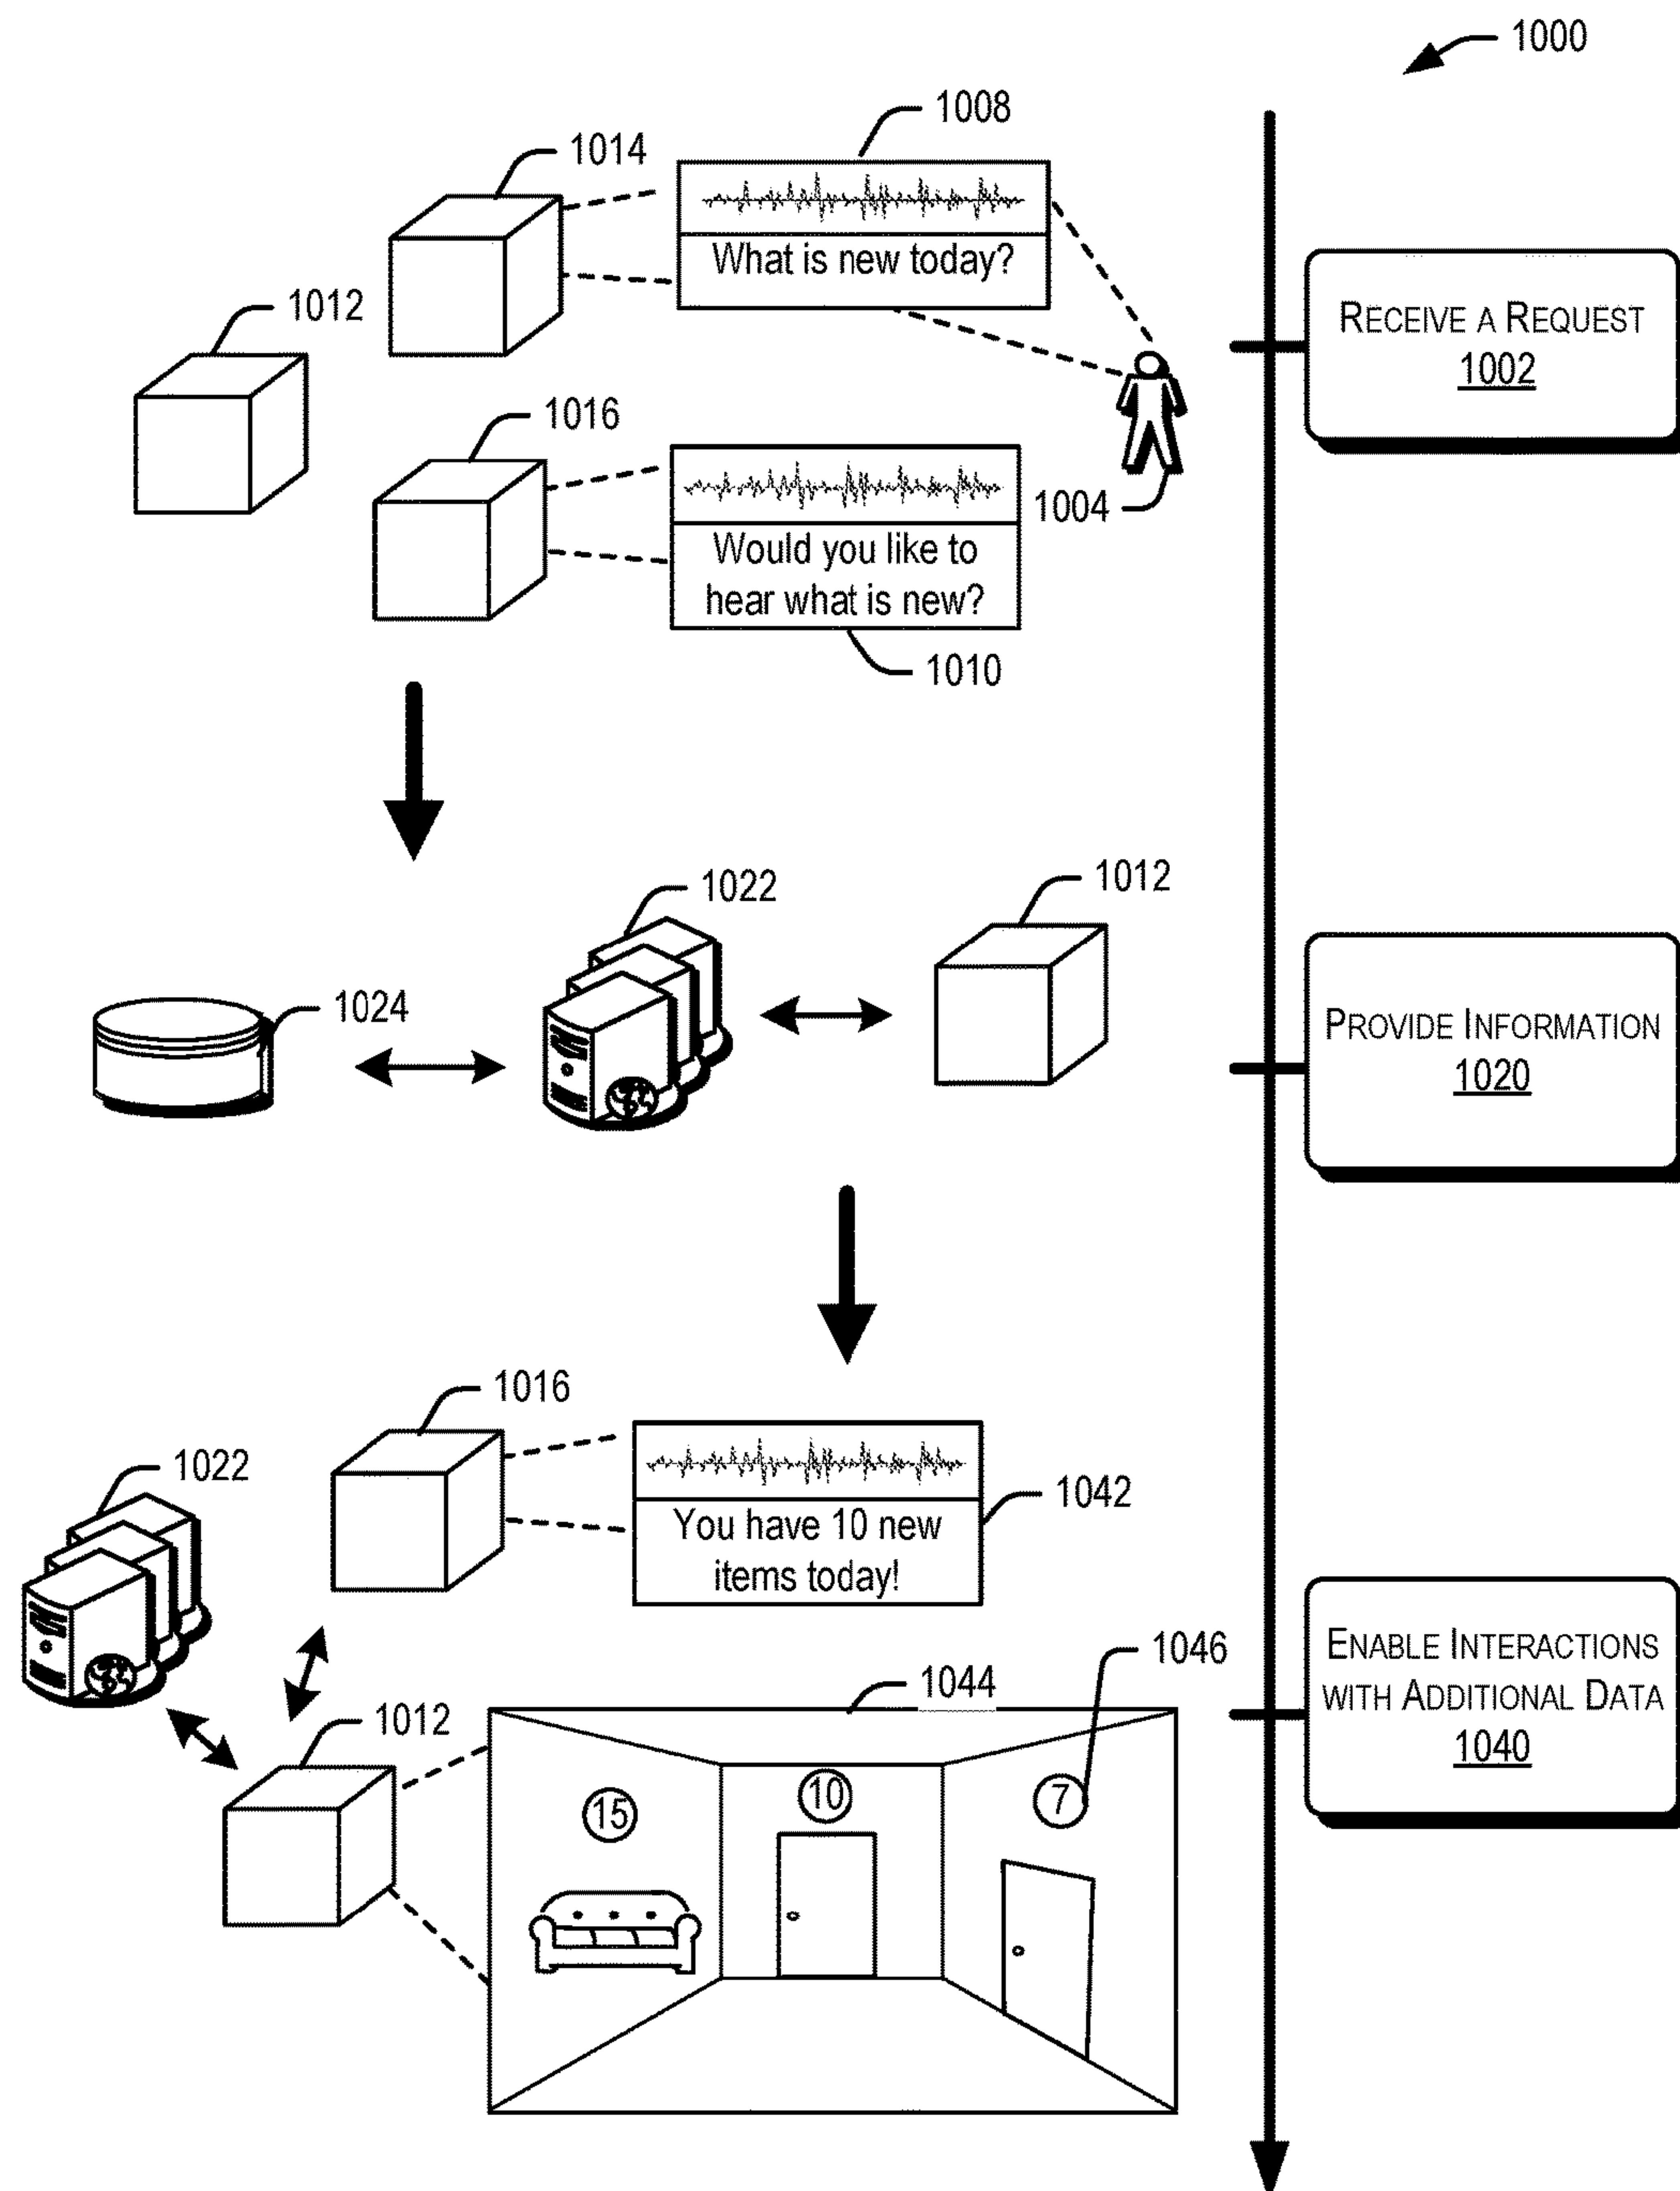 1000
1008
1014
What is new today?
1012
RECEIVE A REQUEST
1002
1016
1004
Would you like to
hear what is new?
1010
1022
1012
1024
PROVIDE INFORMATION
1020
1016
1022
1042
You have 10 new
items today!
ENABLE INTERACTIONS
WITH ADDITIONAL DATA
1040
1046
1044
1012
15
10
7